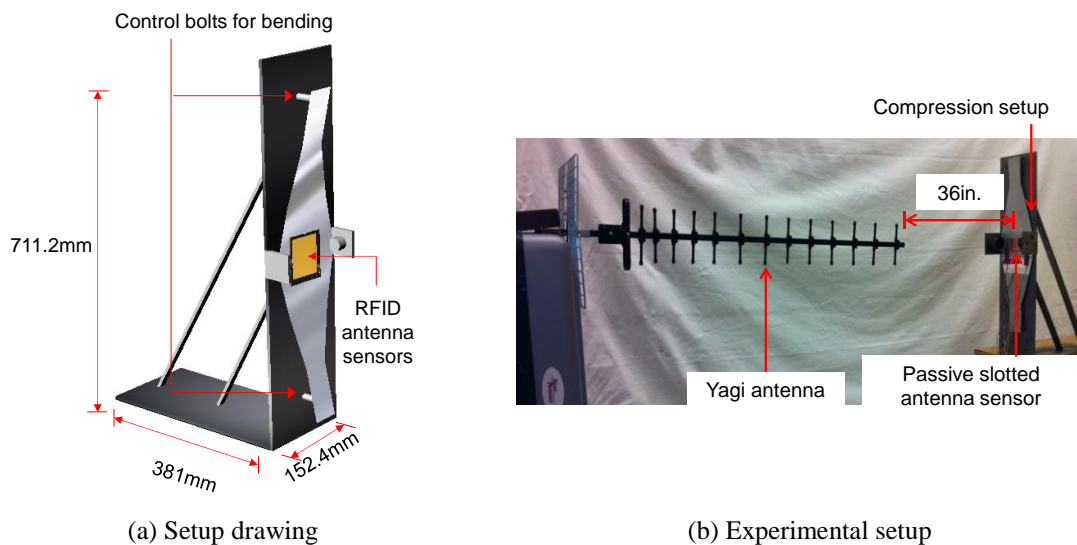 Control bolts for bending
711.2mm
RFID
antenna
sensors
381mm
152.4mm
(a) Setup drawing
Compression setup
36in.
Yagi antenna
Passive slotted
antenna sensor
(b) Experimental setup